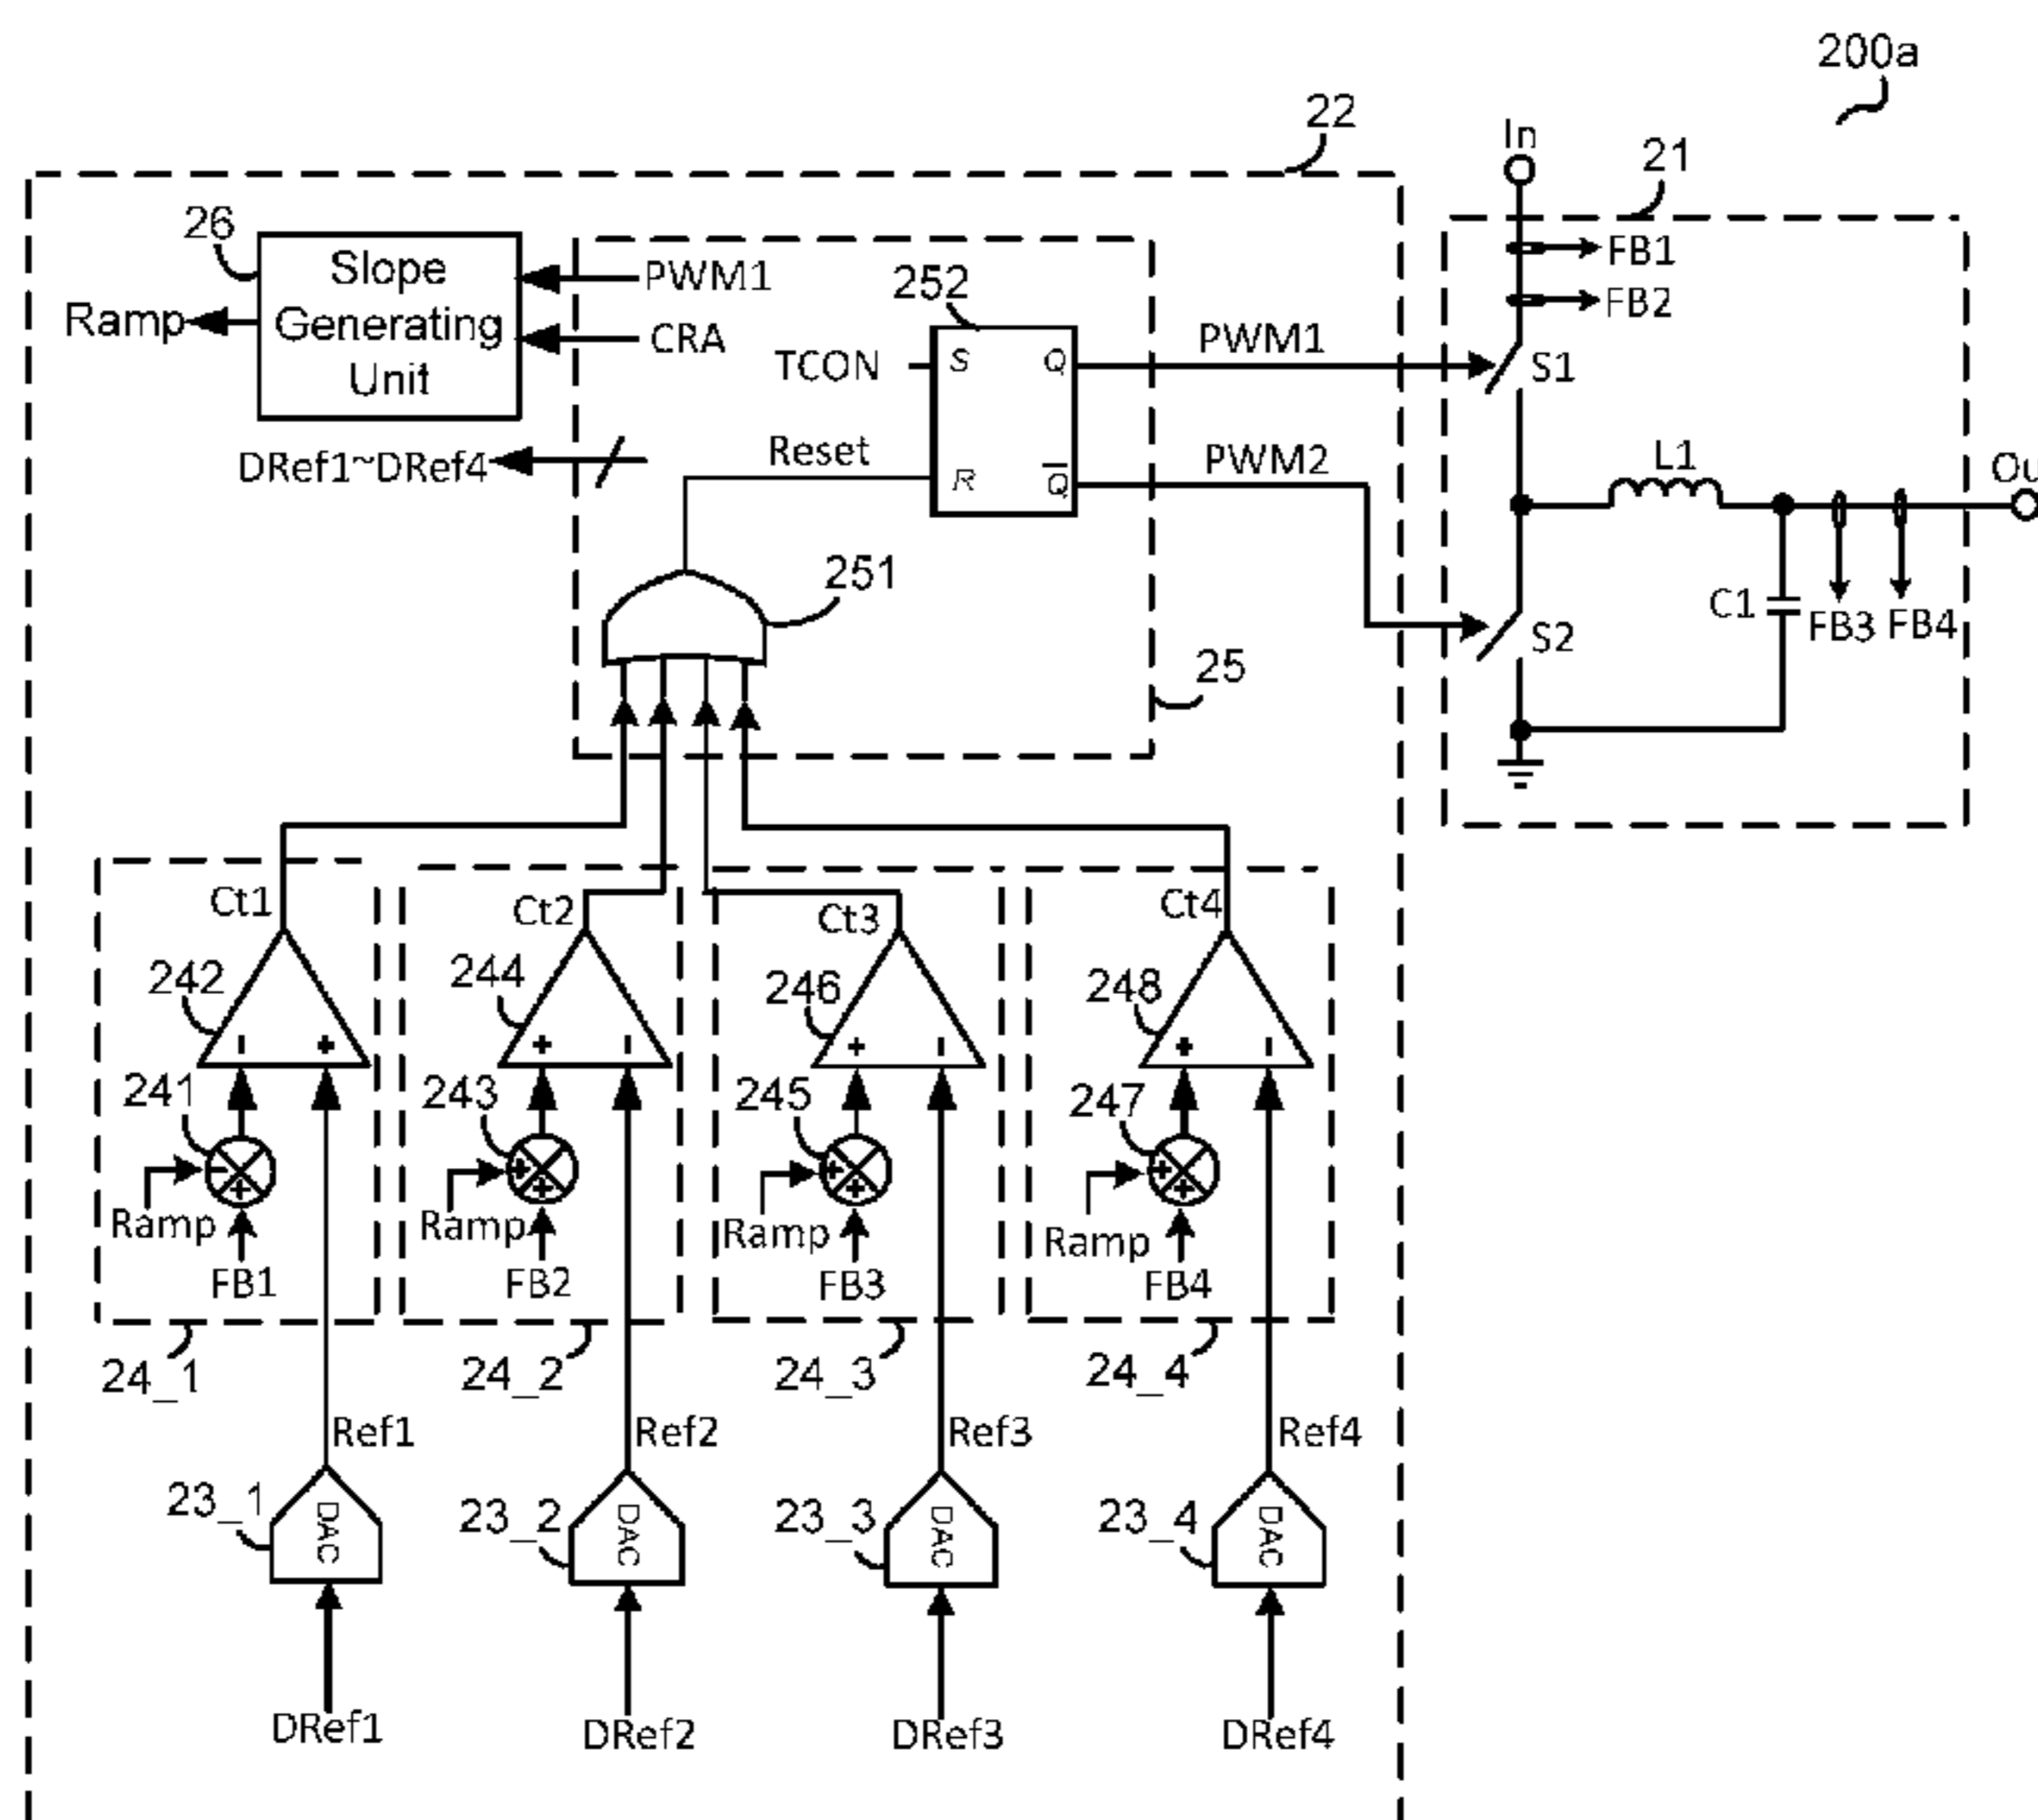 200a
22
In
21
26
Slope
Generating
Unit
Ramp
PWM1
CRA
252
FB1
FB2
TCON
S
Q
PWM1
S1
DRef1~DRef4
Reset
R
Q
PWM2
L1
Ou
251
C1
FB3
FB4
S2
25
Ct1
Ct2
Ct3
Ct4
242
244
246
248
- +
+ -
+ -
+ -
241
243
245
247
-
+
+
+
+
+
+
+
Ramp
Ramp
Ramp
Ramp
FB1
FB2
FB3
FB4
24_1
24_2
24_3
24_4
Ref1
Ref2
Ref3
Ref4
23_1
23_2
23_3
23_4
DAC
DAC
DAC
DAC
DRef1
DRef2
DRef3
DRef4